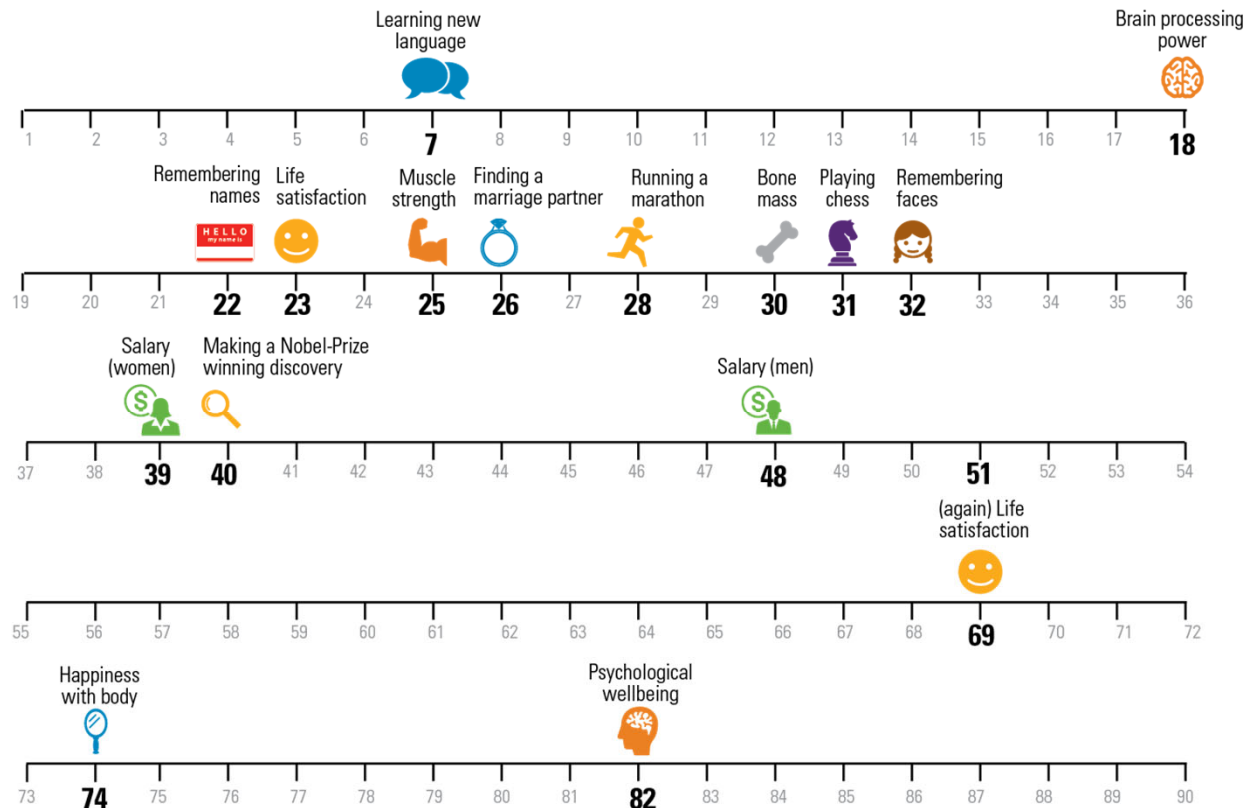 Learning new
language
Brain processing
power
1 2 3 4 5 6 7 8 9 10 11 12 13 14 15 16 17 18
Remembering
names
Life
satisfaction
Muscle
strength
Finding a
marriage partner
Running a
marathon
Bone
mass
Playing
chess
Remembering
faces
HELLO
my name is
19 20 21 22 23 24 25 26 27 28 29 30 31 32 33 34 35 36
Salary
(women)
Making a Nobel-Prize
winning discovery
Salary (men)
$
$
37 38 39 40 41 42 43 44 45 46 47 48 49 50 51 52 53 54
(again) Life
satisfaction
55 56 57 58 59 60 61 62 63 64 65 66 67 68 69 70 71 72
Happiness
with body
Psychological
wellbeing
73 74 75 76 77 78 79 80 81 82 83 84 85 86 87 88 89 90